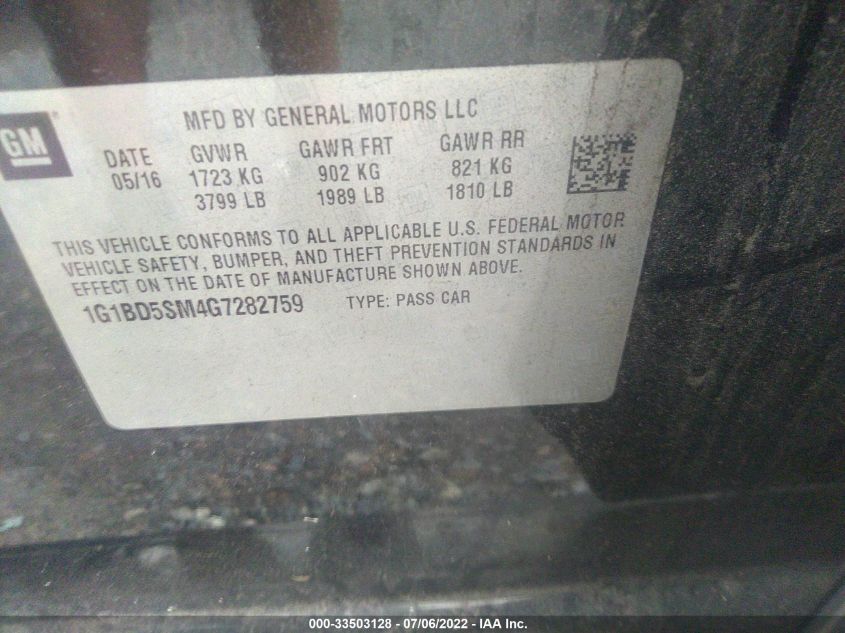 MFD BY GENERAL MOTORS LLC
GM
DATE GVWR GAWR FRT GAWR RR
05/16 1723 KG 902 KG 821 KG
3799 LB 1989 LB 1810 LB
THIS VEHICLE CONFORMS TO ALL APPLICABLE U.S. FEDERAL MOTOR
VEHICLE SAFETY, BUMPER, AND THEFT PREVENTION STANDARDS IN
EFFECT ON THE DATE OF MANUFACTURE SHOWN ABOVE.
1G1BD5SM4G7282759 TYPE: PASS CAR
000-33503128 - 07/06/2022 - IAA Inc.